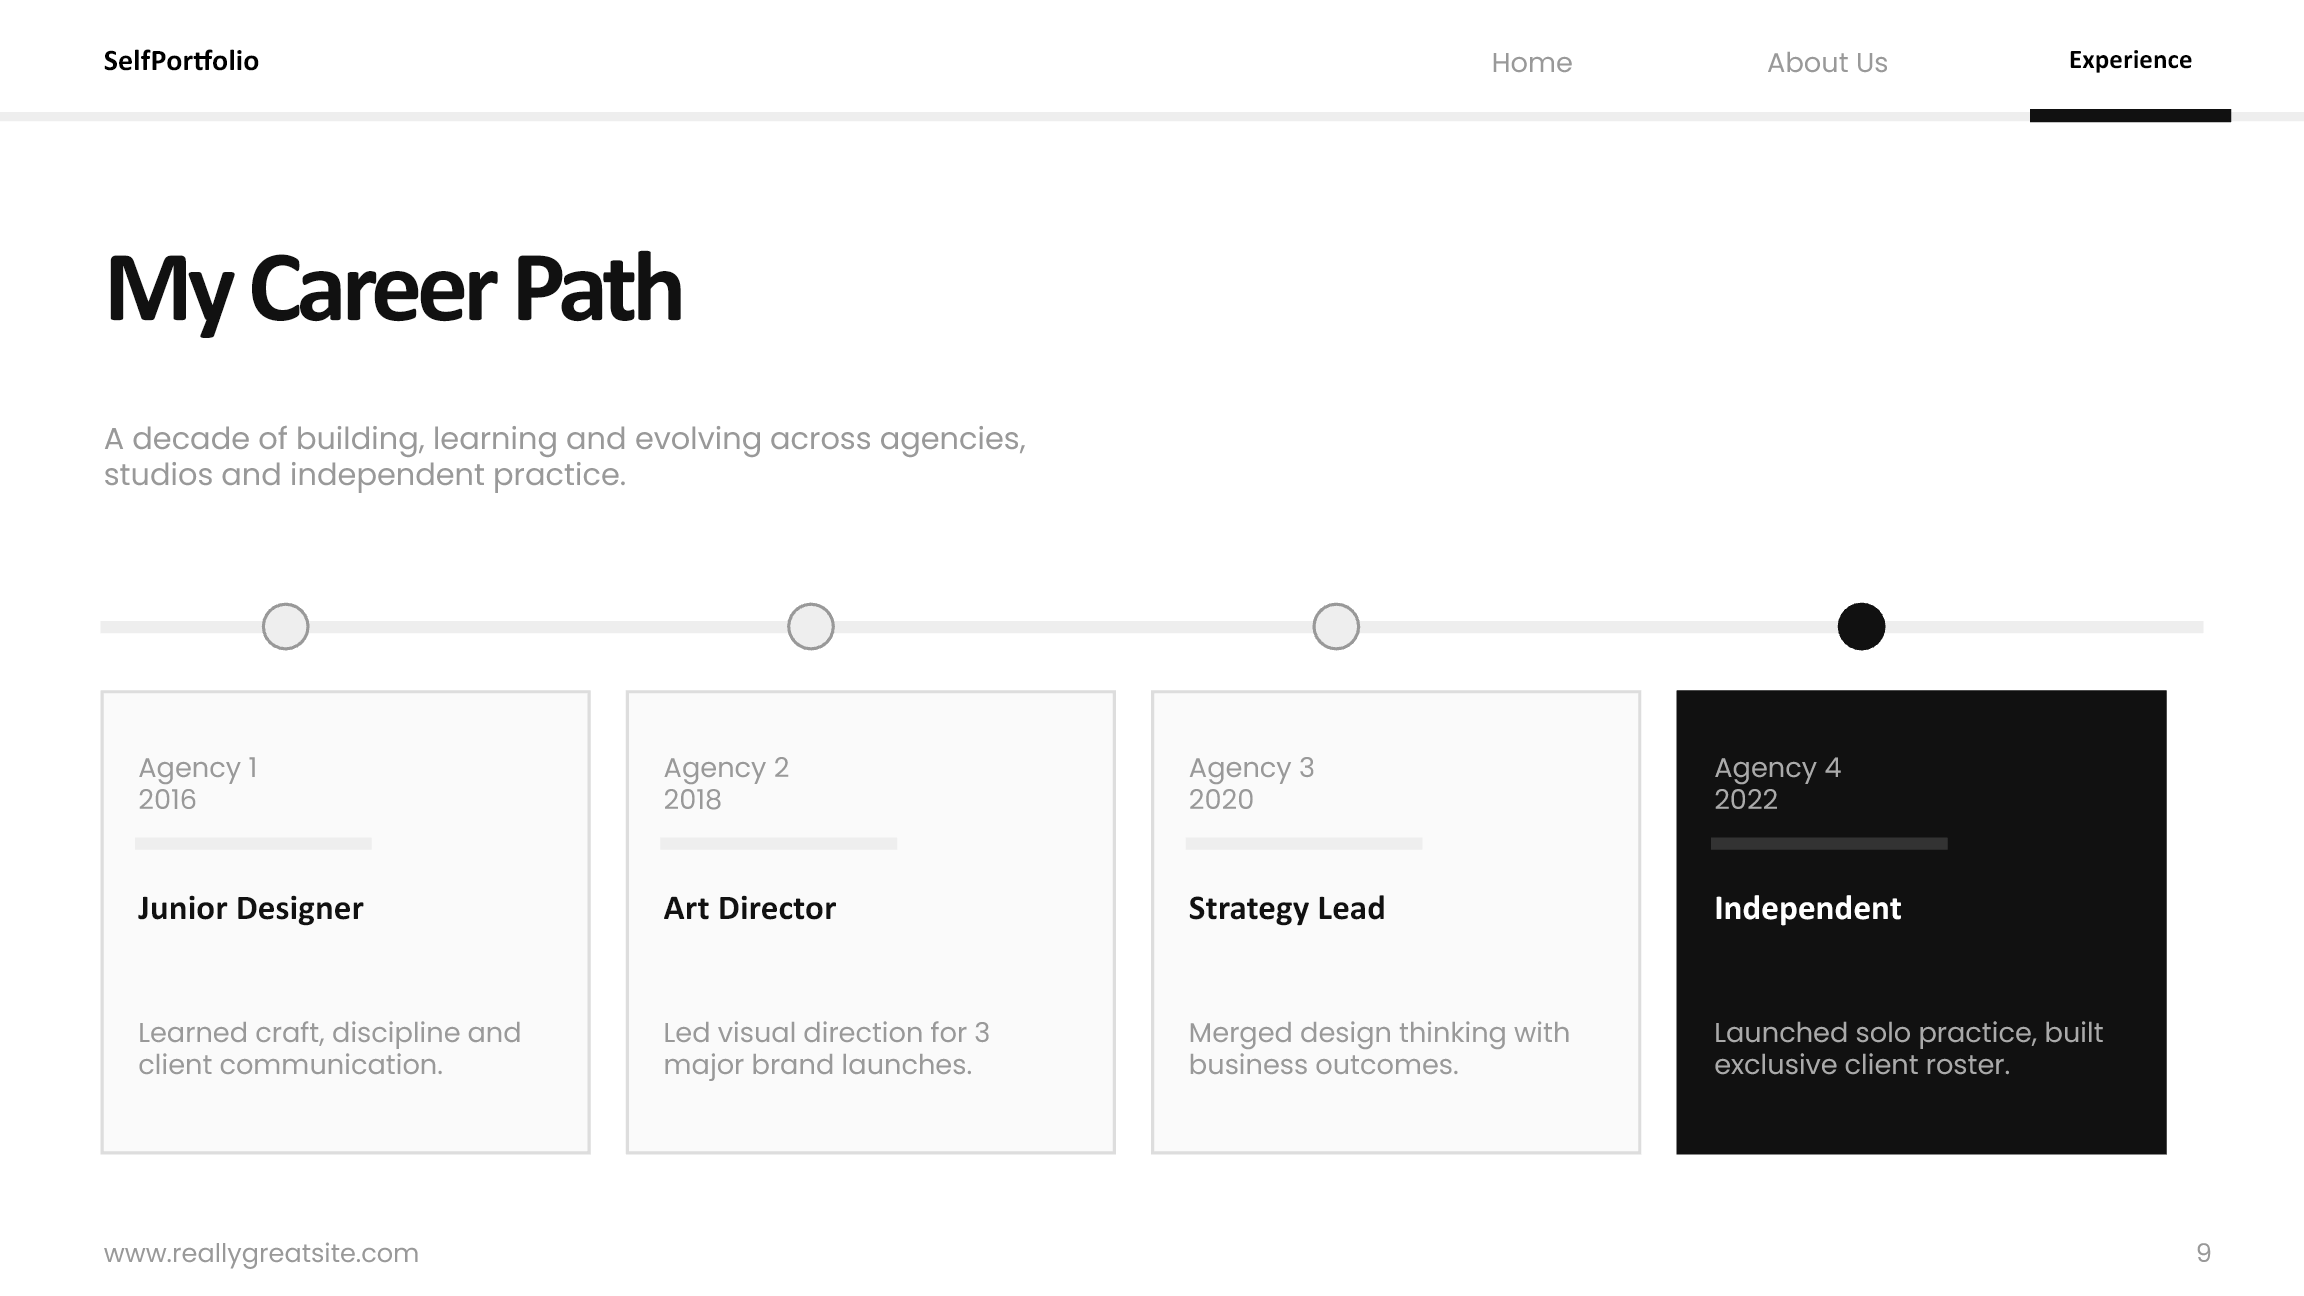 SelfPortfolio
Home
About Us
Experience
My Career Path
A decade of building, learning and evolving across agencies,
studios and independent practice.
Agency 1
2016
Junior Designer
Learned craft, discipline and
client communication.
Agency 2
2018
Art Director
Led visual direction for 3
major brand launches.
Agency 3
2020
Strategy Lead
Merged design thinking with
business outcomes.
Agency 4
2022
Independent
Launched solo practice, built
exclusive client roster.
www.reallygreatsite.com
9